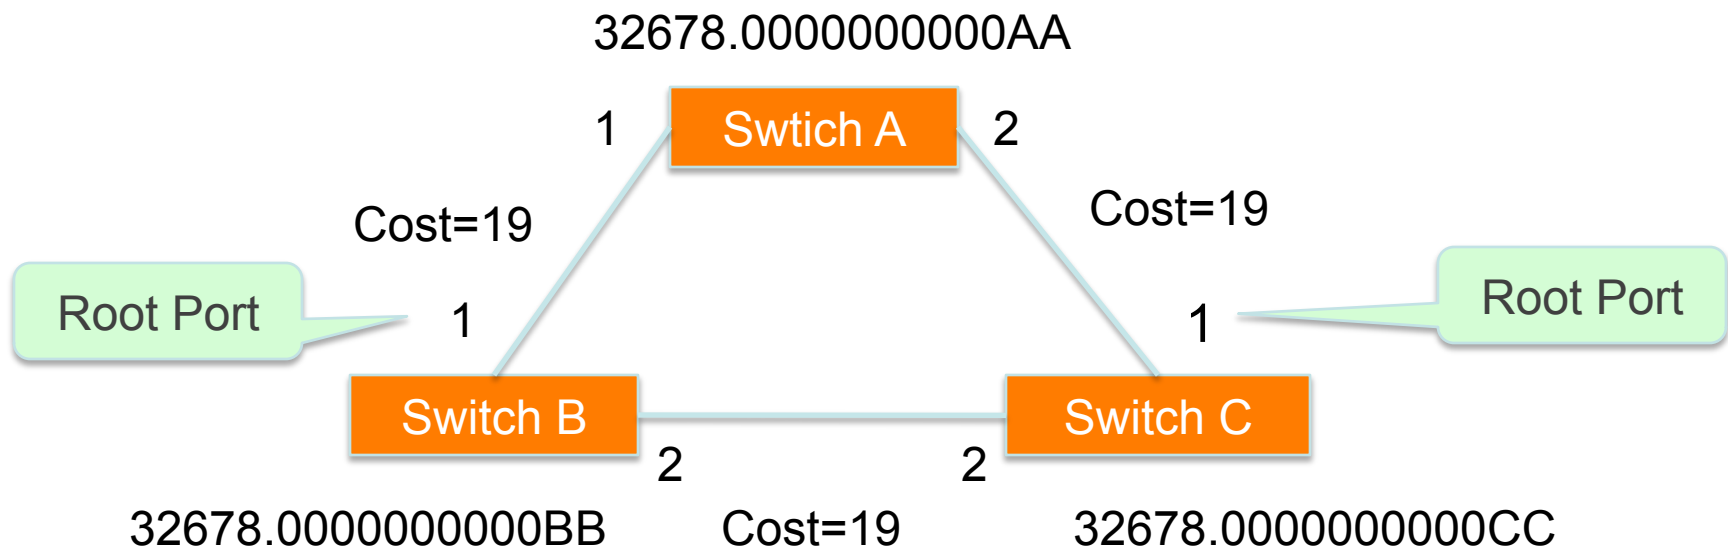 32678.0000000000AA
1
Swtich A
2
Cost=19
Cost=19
Root Port
1
1
Root Port
Switch B
Switch C
2
2
32678.0000000000BB
Cost=19
32678.0000000000CC